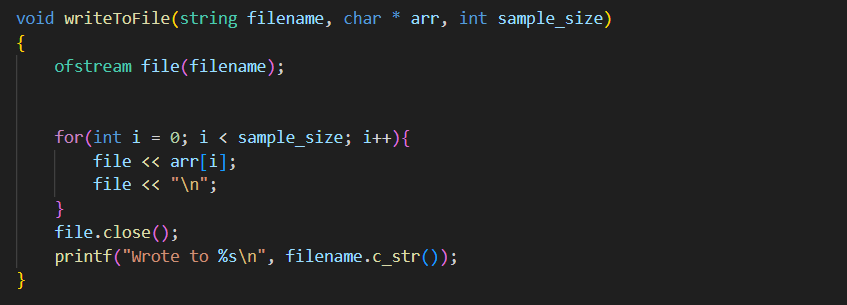 void writeToFile(string filename, char * arr, int sample_size)
{
    ofstream file(filename);
    for(int i = 0; i < sample_size; i++){
        file << arr[i];
        file << "\n";
    }
    file.close();
    printf("Wrote to %s\n", filename.c_str());
}